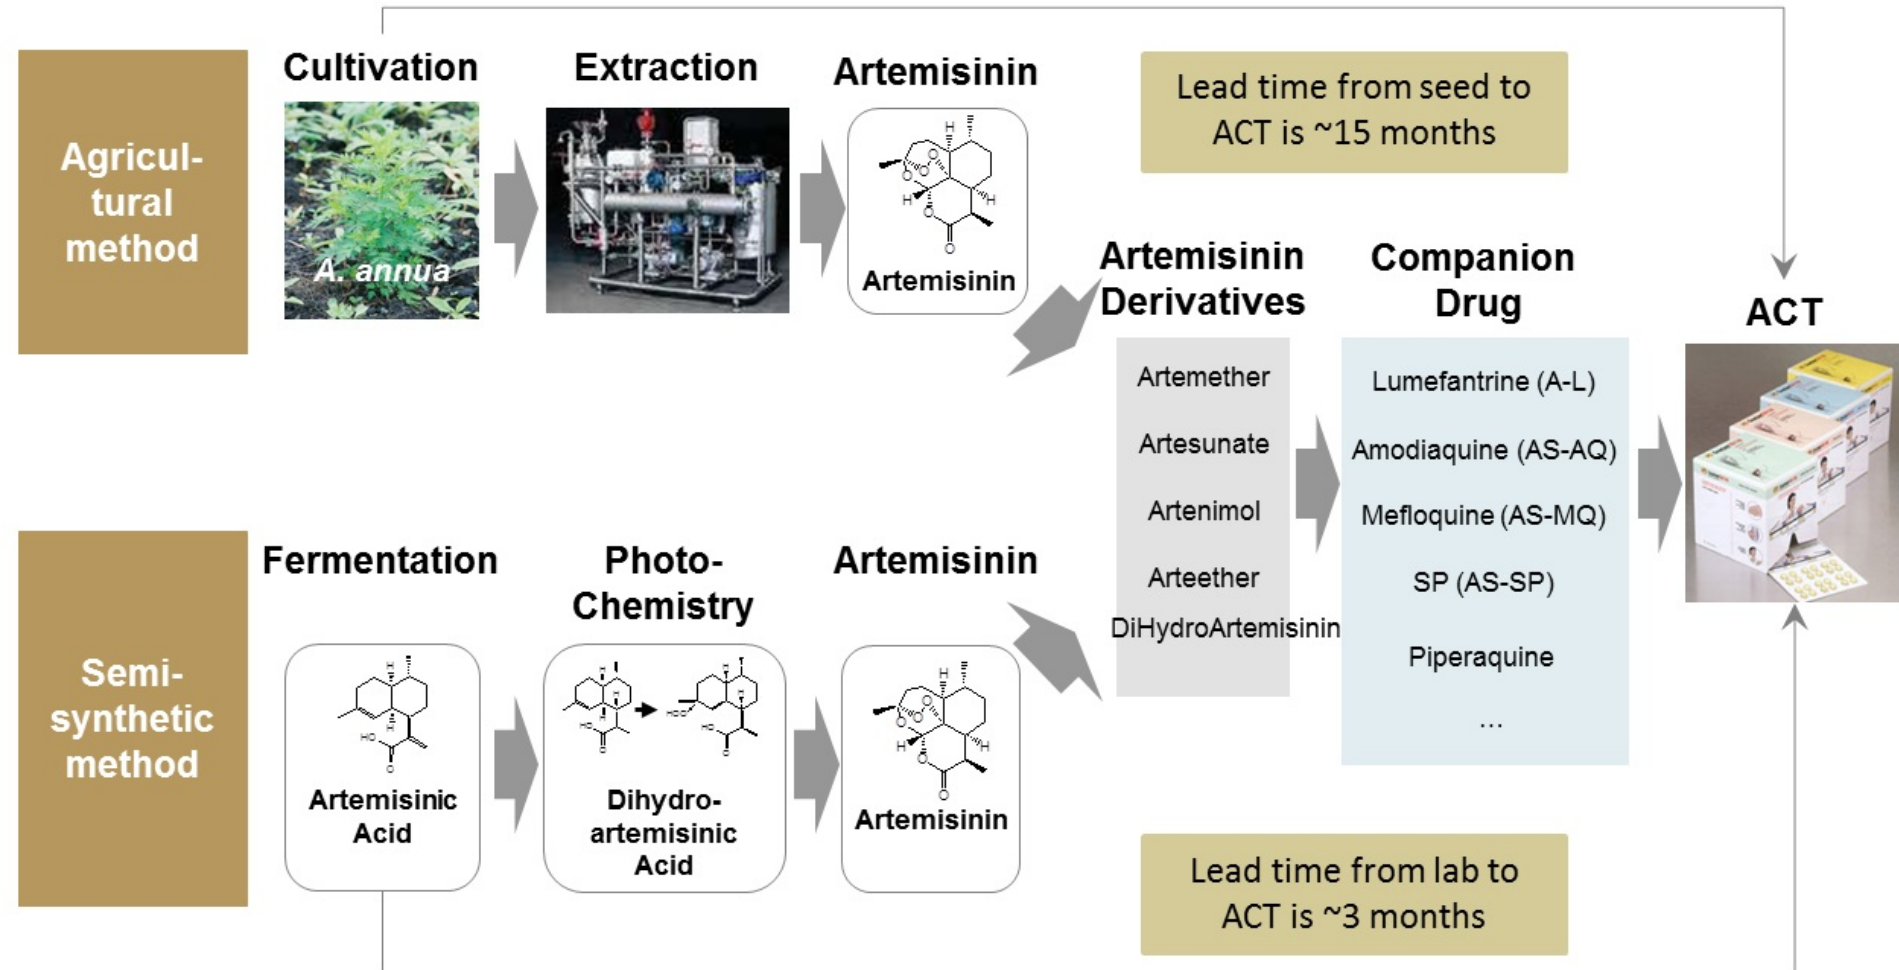 Agricul-
tural
method
Cultivation
A. annua
Extraction
Artemisinin
Artemisinin
Lead time from seed to
ACT is ~15 months
Artemisinin
Derivatives
Artemether
Artesunate
Artenimol
Arteether
DiHydroArtemisinin
Companion
Drug
Lumefantrine (A-L)
Amodiaquine (AS-AQ)
Mefloquine (AS-MQ)
SP (AS-SP)
Piperaquine
...
ACT
Semi-
synthetic
method
Fermentation
H
H
HO
O
Artemisinic
Acid
Photo-
Chemistry
Dihydro-
artemisinic
Acid
Artemisinin
Artemisinin
Lead time from lab to
ACT is ~3 months